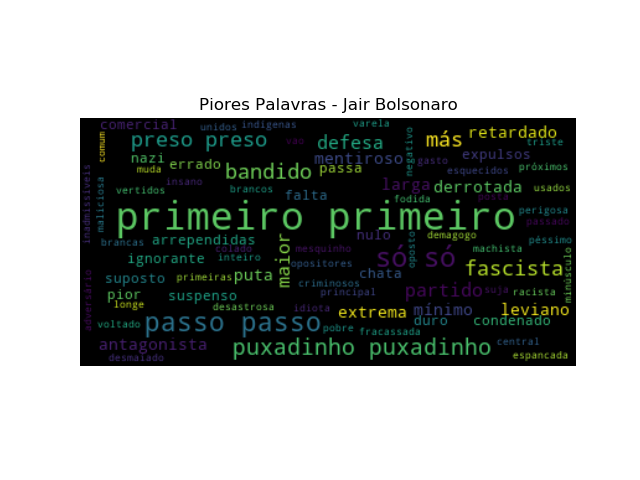 Piores Palavras - Jair Bolsonaro
comercial unidos indígenas varela
comum preso preso defesa negativo más retardado triste
nazi muda errado vao mentiroso gasto expulsos
insano bandido passa esquecidos próximos
inadmissíveis maliciosa vertidos brancos falta larga fodida derrotada posta usados
primeiro primeiro perigosa passado
brancas arrependidas colado nulo demagogo péssimo
ignorante inteiro maior mesquinho oposto só só machista
opositores chata fascista minúsculo
adversário suposto primeiras puta criminosos
pior suspenso principal partido suja racista
longe desastrosa idiota extrema mínimo leviano
voltado passo passo pobre duro condenado
fracassada
antagonista puxadinho puxadinho central
desmaiado espancada